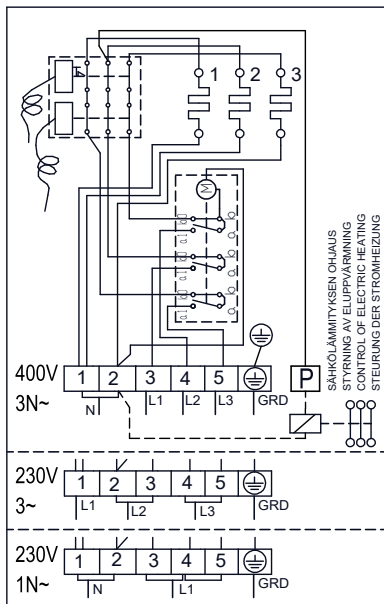 1 2 3
M
SÄHKÖLÄMMITYKSEN OHJAUS
STYRNING AV ELUPPVÄRMNING
CONTROL OF ELECTRIC HEATING
STEURUNG DER STROMHEIZUNG
400V
3N~
1 2 3 4 5
P
N L1 L2 L3 GRD
230V
3~
1 2 3 4 5
L1 L2 L3 GRD
230V
1N~
1 2 3 4 5
N L1 GRD